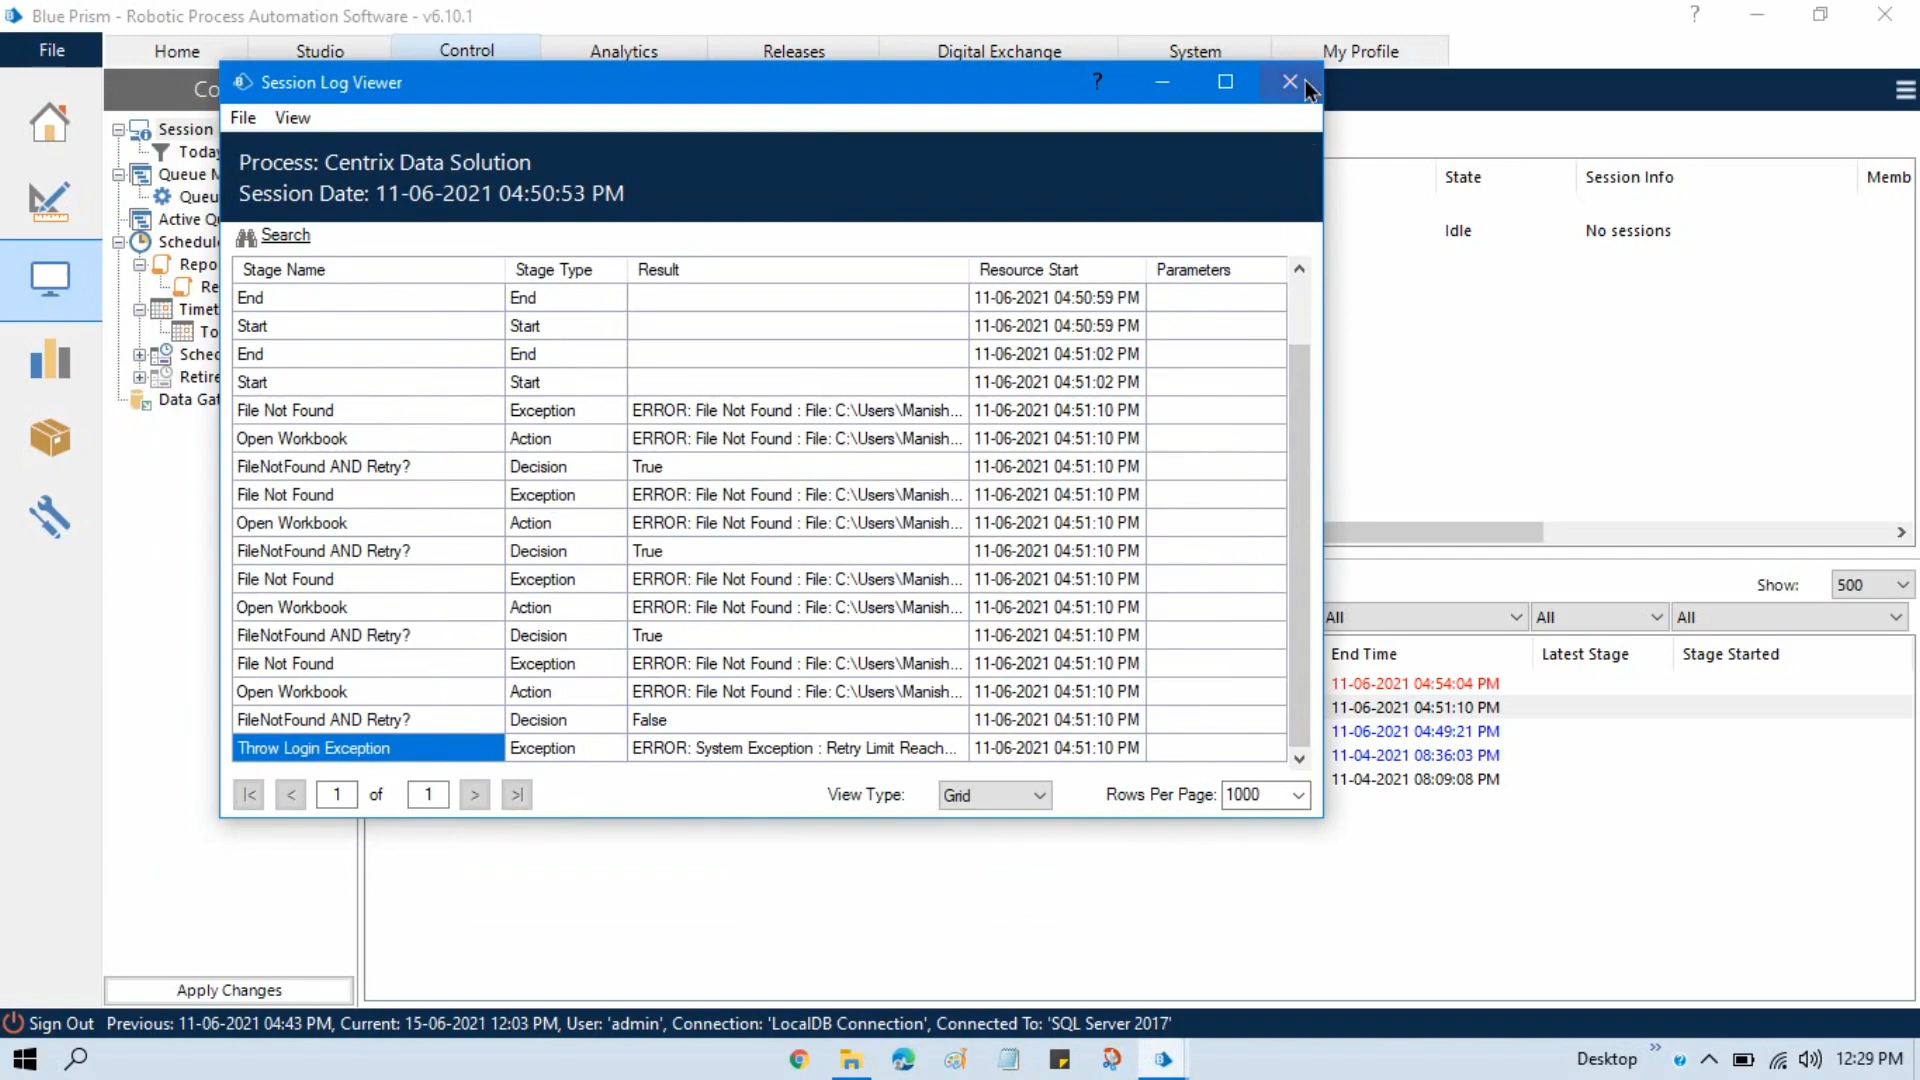 Blue Prism - Robotic Process Automation Software - v6.10.1
?
File Home Studio Control Analytics Releases Digital Exchange System My Profile
Co
Session Log Viewer ?
File View
Process: Centrix Data Solution
Session Date: 11-06-2021 04:50:53 PM
Search
Stage Name Stage Type Result Resource Start Parameters
End End 11-06-2021 04:50:59 PM
Start Start 11-06-2021 04:50:59 PM
End End 11-06-2021 04:51:02 PM
Start Start 11-06-2021 04:51:02 PM
File Not Found Exception ERROR: File Not Found : File: C:\Users\Manish... 11-06-2021 04:51:10 PM
Open Workbook Action ERROR: File Not Found : File: C:\Users\Manish... 11-06-2021 04:51:10 PM
FileNotFound AND Retry? Decision True 11-06-2021 04:51:10 PM
File Not Found Exception ERROR: File Not Found : File: C:\Users\Manish... 11-06-2021 04:51:10 PM
Open Workbook Action ERROR: File Not Found : File: C:\Users\Manish... 11-06-2021 04:51:10 PM
FileNotFound AND Retry? Decision True 11-06-2021 04:51:10 PM
File Not Found Exception ERROR: File Not Found : File: C:\Users\Manish... 11-06-2021 04:51:10 PM
Open Workbook Action ERROR: File Not Found : File: C:\Users\Manish... 11-06-2021 04:51:10 PM
FileNotFound AND Retry? Decision True 11-06-2021 04:51:10 PM
File Not Found Exception ERROR: File Not Found : File: C:\Users\Manish... 11-06-2021 04:51:10 PM
Open Workbook Action ERROR: File Not Found : File: C:\Users\Manish... 11-06-2021 04:51:10 PM
FileNotFound AND Retry? Decision False 11-06-2021 04:51:10 PM
Throw Login Exception Exception ERROR: System Exception : Retry Limit Reach... 11-06-2021 04:51:10 PM
|< < 1 of 1 > >| View Type: Grid Rows Per Page: 1000
Session
Today
Queue M
Queu
Active Qu
Schedule
Repo
Re
Timet
To
Sched
Retire
Data Gat
Apply Changes
State Session Info Memb
Idle No sessions
Show: 500
All All All
End Time Latest Stage Stage Started
11-06-2021 04:54:04 PM
11-06-2021 04:51:10 PM
11-06-2021 04:49:21 PM
11-04-2021 08:36:03 PM
11-04-2021 08:09:08 PM
Sign Out Previous: 11-06-2021 04:43 PM, Current: 15-06-2021 12:03 PM, User: 'admin', Connection: 'LocalDB Connection', Connected To: 'SQL Server 2017'
Desktop 12:29 PM